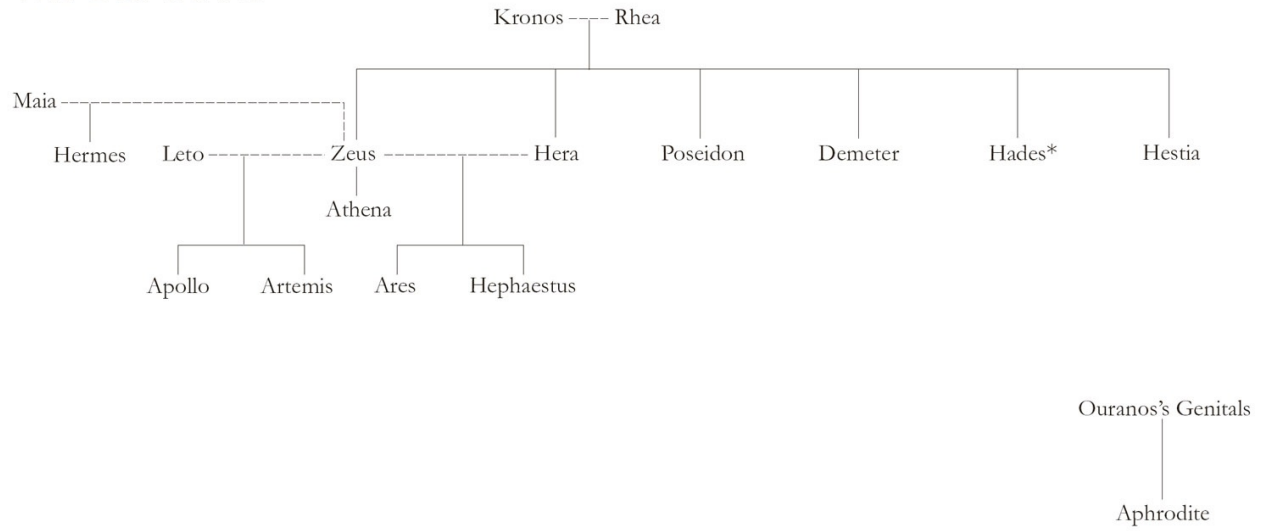 Kronos Rhea
Maia
Hermes Leto Zeus Hera Poseidon Demeter Hades* Hestia
Athena
Apollo Artemis Ares Hephaestus
Ouranos’s Genitals
Aphrodite